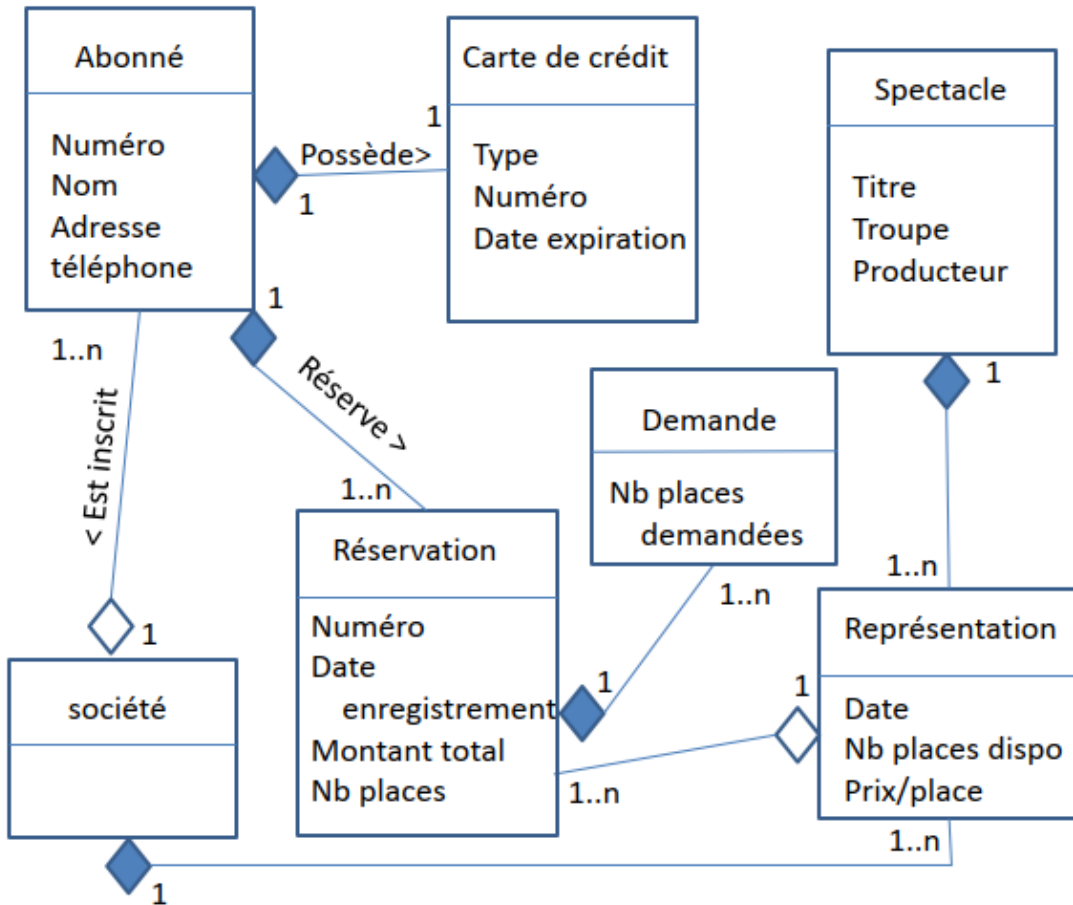 Abonné
Numéro
Nom
Adresse
téléphone
Possède>
1
1
Carte de crédit
Type
Numéro
Date expiration
Spectacle
Titre
Troupe
Producteur
1
1
Réserve >
1..n
1..n
< Est inscrit
1
Demande
Nb places
demandées
1..n
1..n
Réservation
Numéro
Date
enregistrement
Montant total
Nb places
1
1
1..n
Représentation
Date
Nb places dispo
Prix/place
1..n
société
1